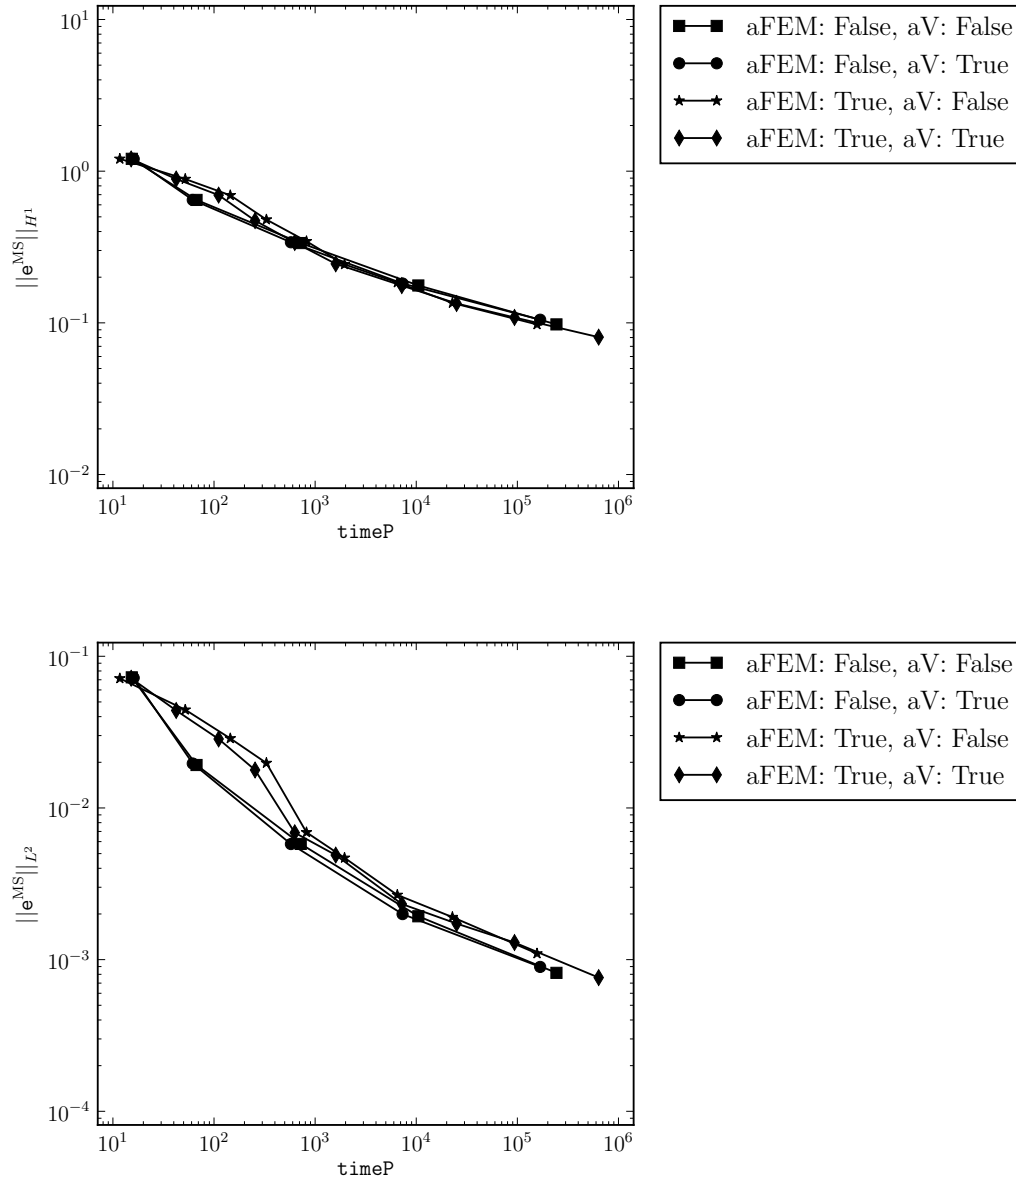 10^1
10^0
10^{-1}
10^{-2}
||e^{MS}||_{H^1}
10^1 10^2 10^3 10^4 10^5 10^6
timeP
aFEM: False, aV: False
aFEM: False, aV: True
aFEM: True, aV: False
aFEM: True, aV: True
10^{-1}
10^{-2}
10^{-3}
10^{-4}
||e^{MS}||_{L^2}
10^1 10^2 10^3 10^4 10^5 10^6
timeP
aFEM: False, aV: False
aFEM: False, aV: True
aFEM: True, aV: False
aFEM: True, aV: True